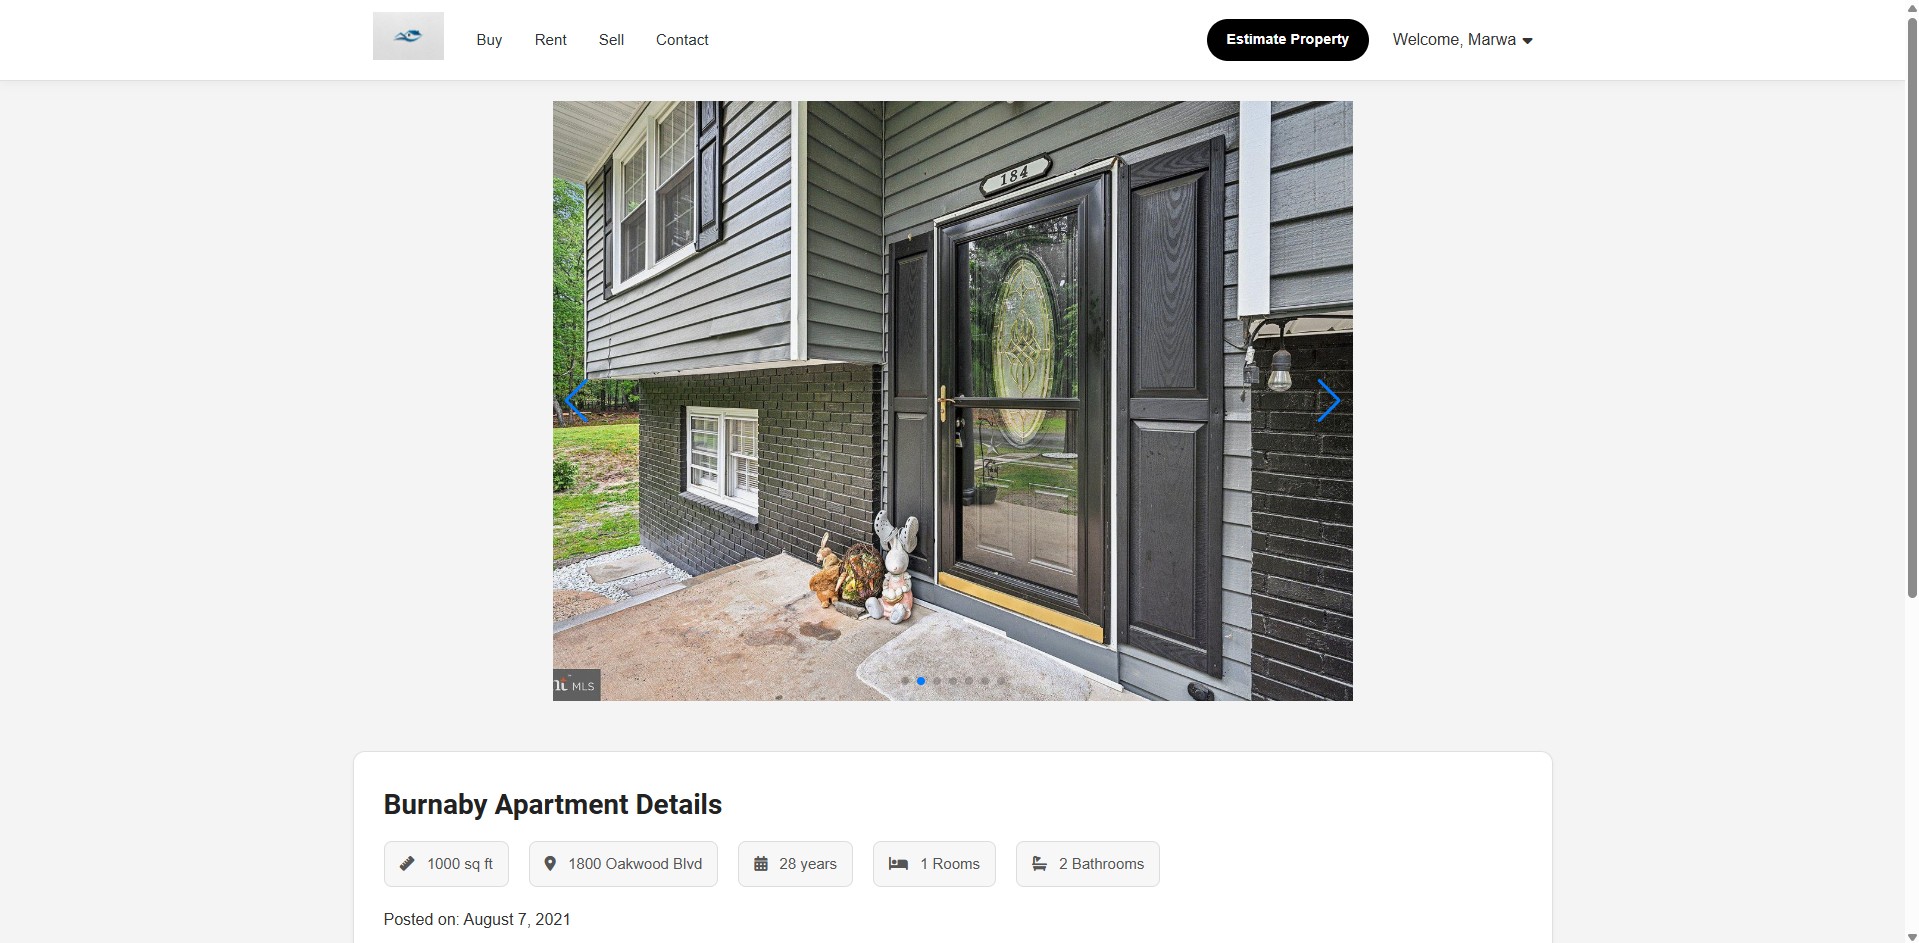 Buy
Rent
Sell
Contact
Estimate Property
Welcome, Marwa
184
MLS
Burnaby Apartment Details
1000 sq ft
1800 Oakwood Blvd
28 years
1 Rooms
2 Bathrooms
Posted on: August 7, 2021